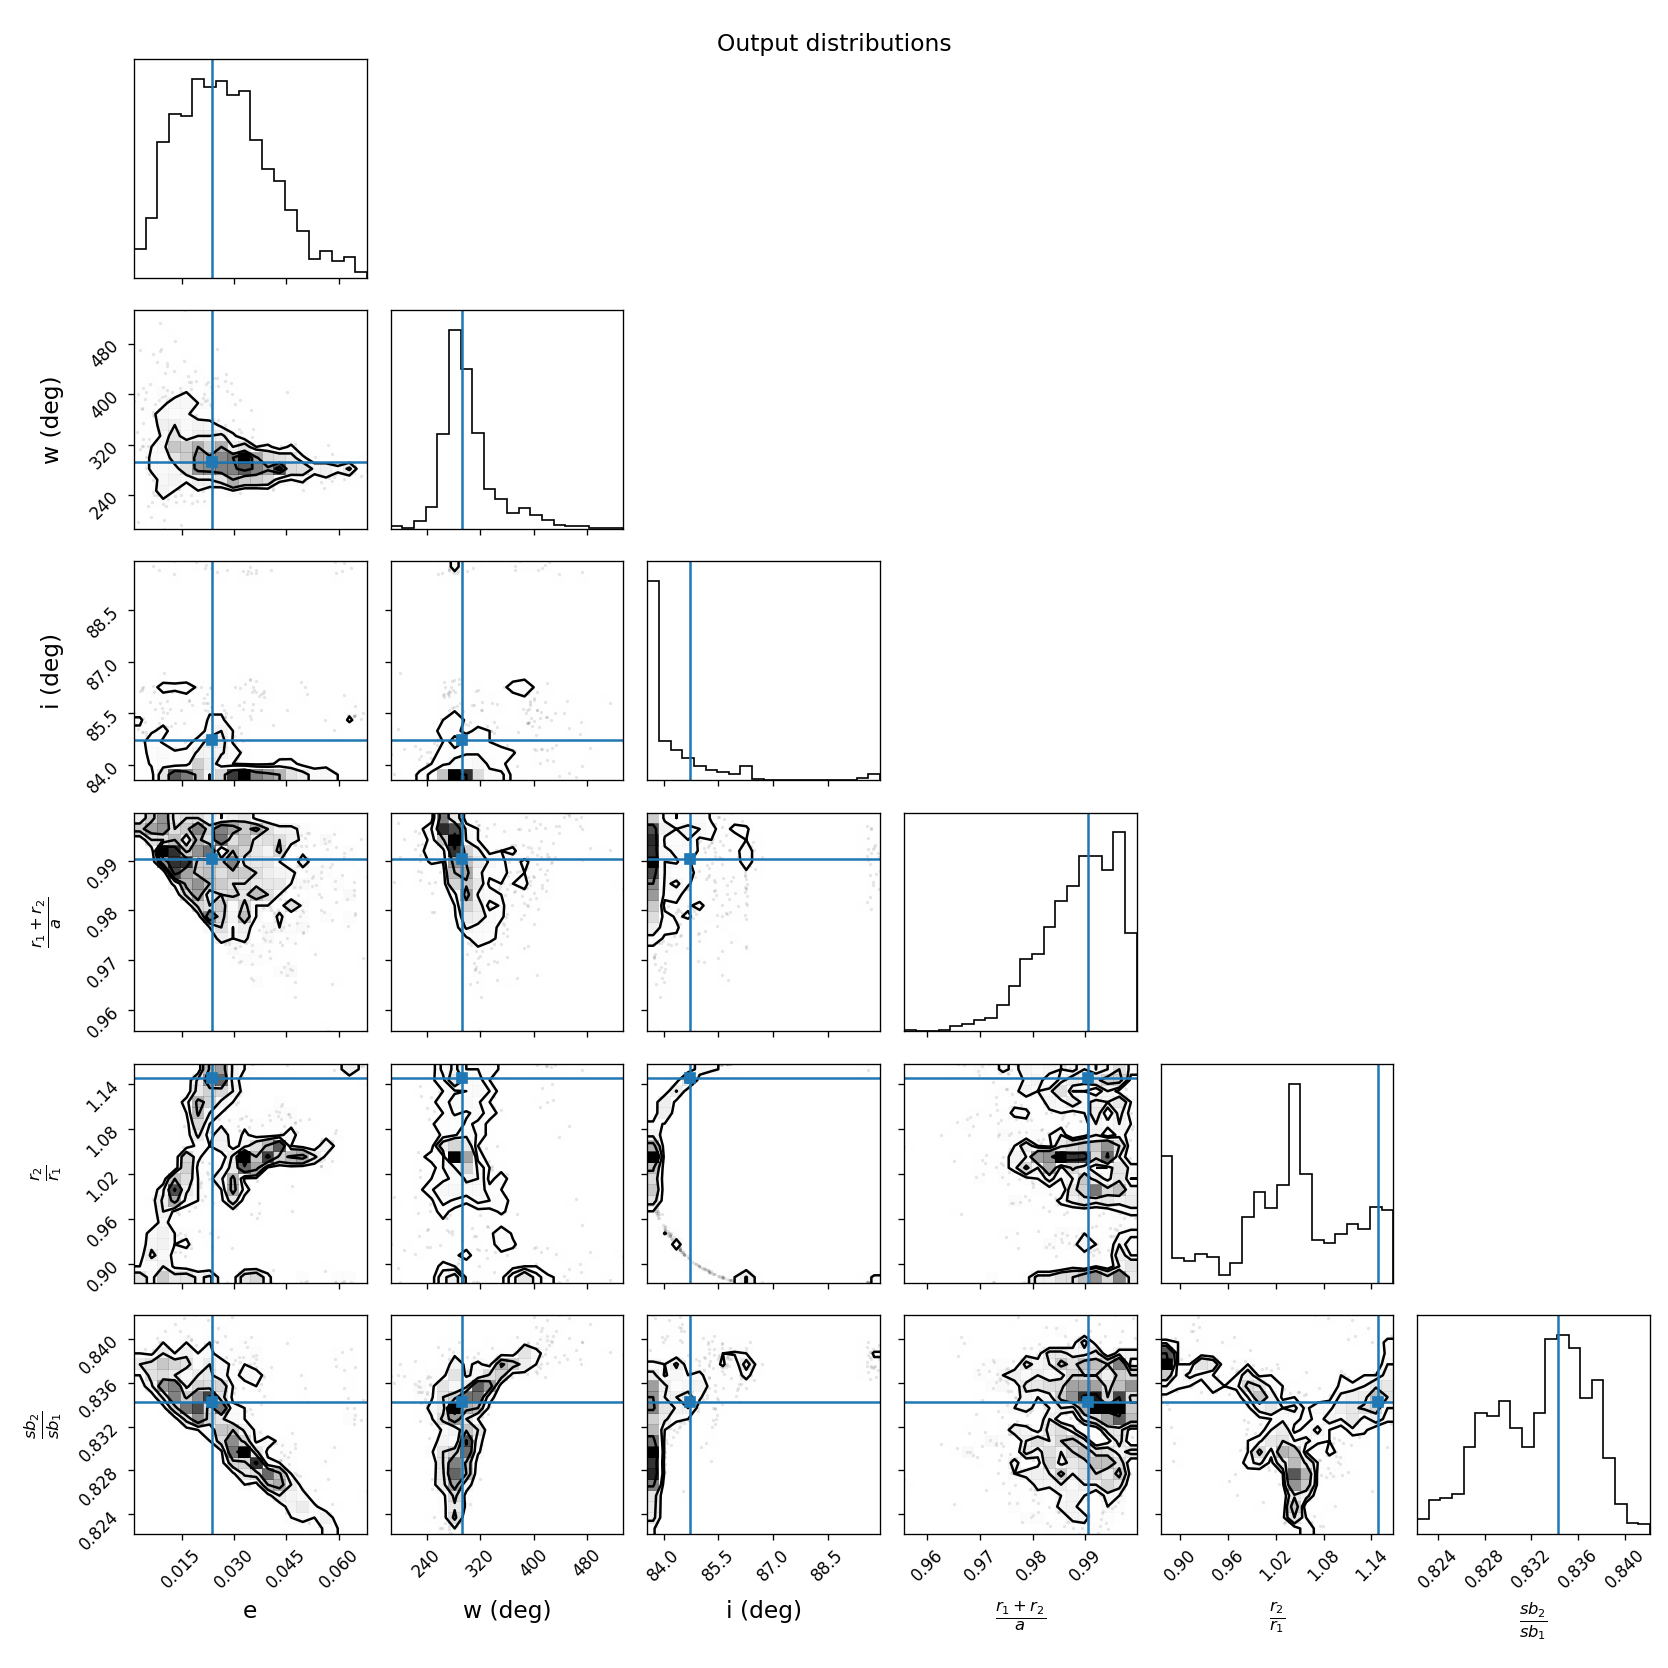 Output distributions
480
400
320
240
w (deg)
88.5
87.0
85.5
84.0
i (deg)
0.99
0.98
0.97
0.96
r₁ + r₂
a
1.14
1.08
1.02
0.96
0.90
r₂
r₁
0.840
0.836
0.832
0.828
0.824
sb₂
sb₁
0.015 0.030 0.045 0.060
240 320 400 480
84.0 85.5 87.0 88.5
0.96 0.97 0.98 0.99
0.90 0.96 1.02 1.08 1.14
0.824 0.828 0.832 0.836 0.840
e
w (deg)
i (deg)
r₁ + r₂
a
r₂
r₁
sb₂
sb₁